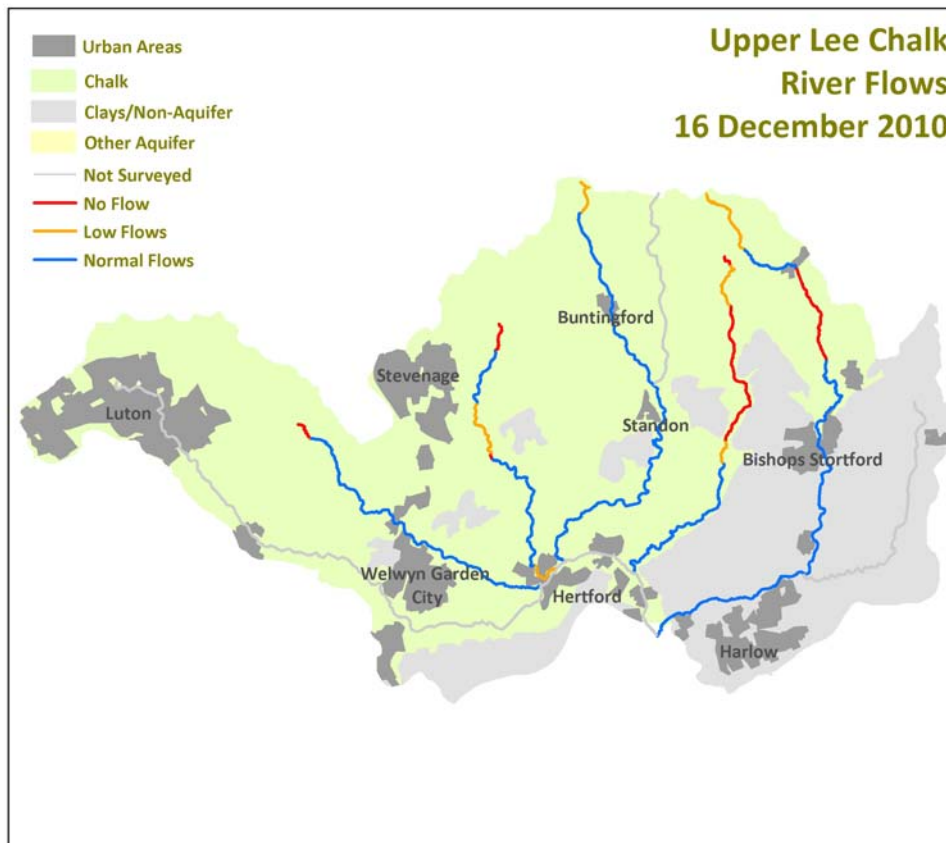 Upper Lee Chalk
River Flows
16 December 2010
Urban Areas
Chalk
Clays/Non-Aquifer
Other Aquifer
Not Surveyed
No Flow
Low Flows
Normal Flows
Buntingford
Stevenage
Luton
Standon
Bishops Stortford
Welwyn Garden
City
Hertford
Harlow